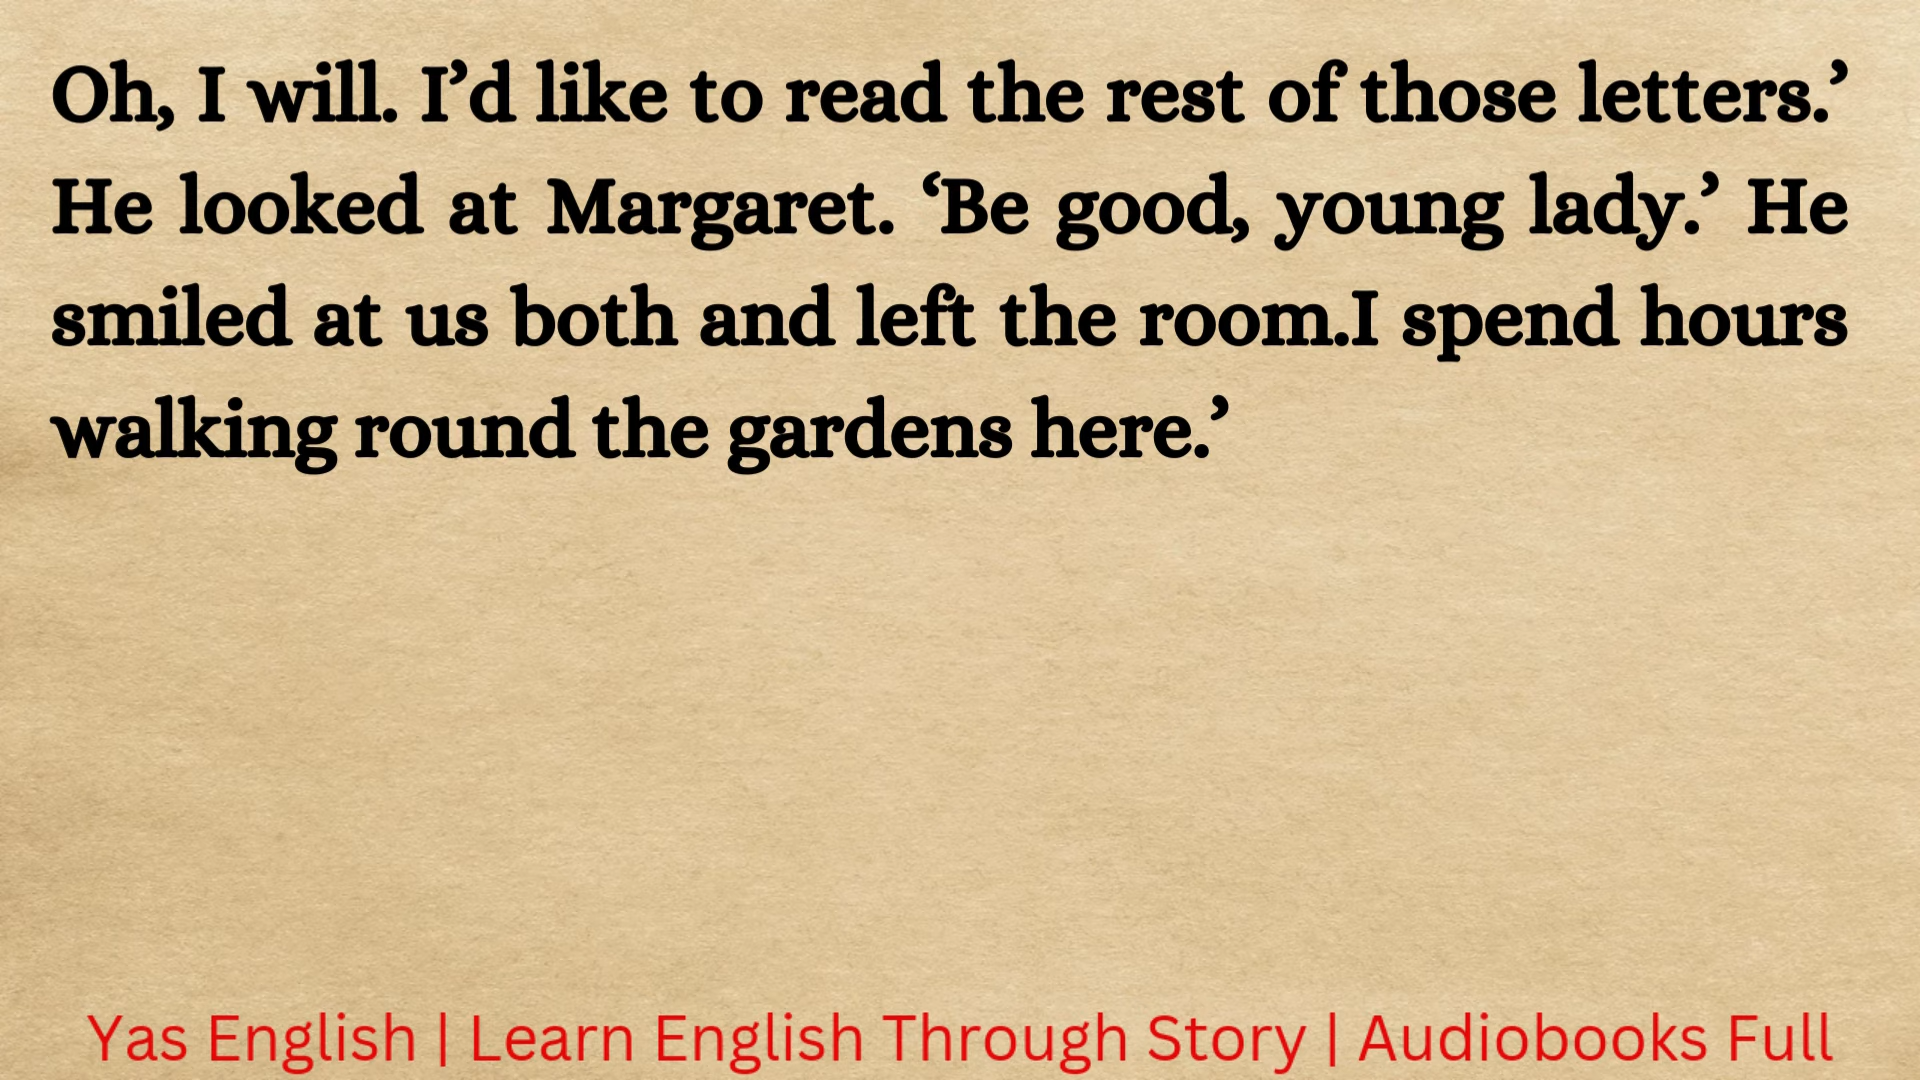 Oh, I will. I’d like to read the rest of those letters.’
He looked at Margaret. ‘Be good, young lady.’ He
smiled at us both and left the room.I spend hours
walking round the gardens here.’
Yas English | Learn English Through Story | Audiobooks Full